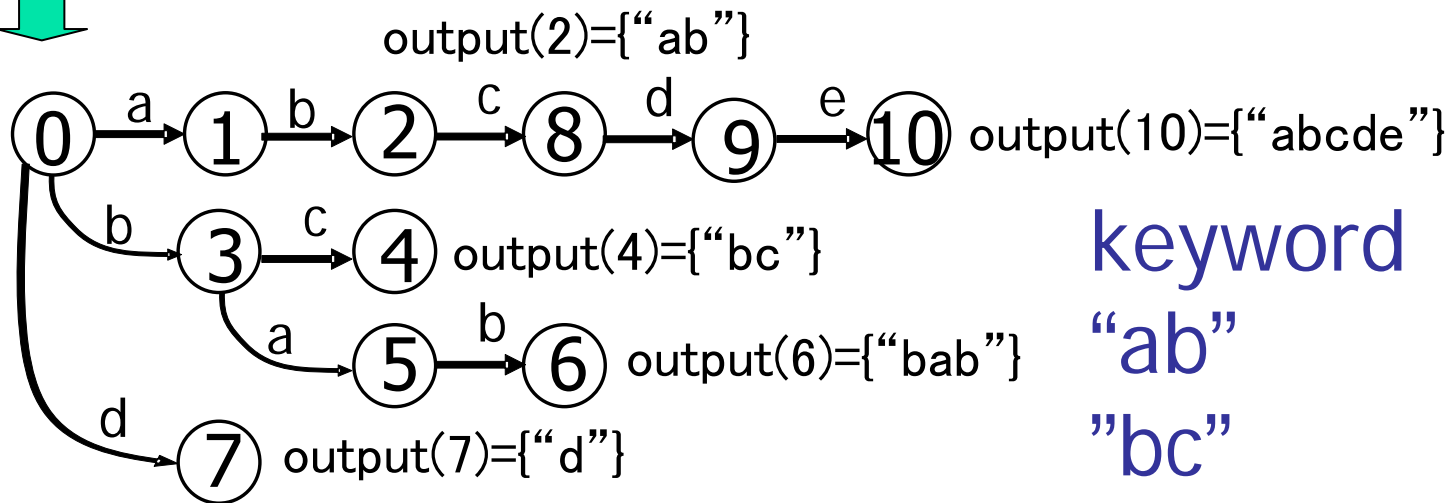 output(2)={“ab”}
a b c d e
0 1 2 8 9 10 output(10)={“abcde”}
b c
3 4 output(4)={“bc”}
a b
5 6 output(6)={“bab”}
d
7 output(7)={“d”}
keyword
“ab”
”bc”